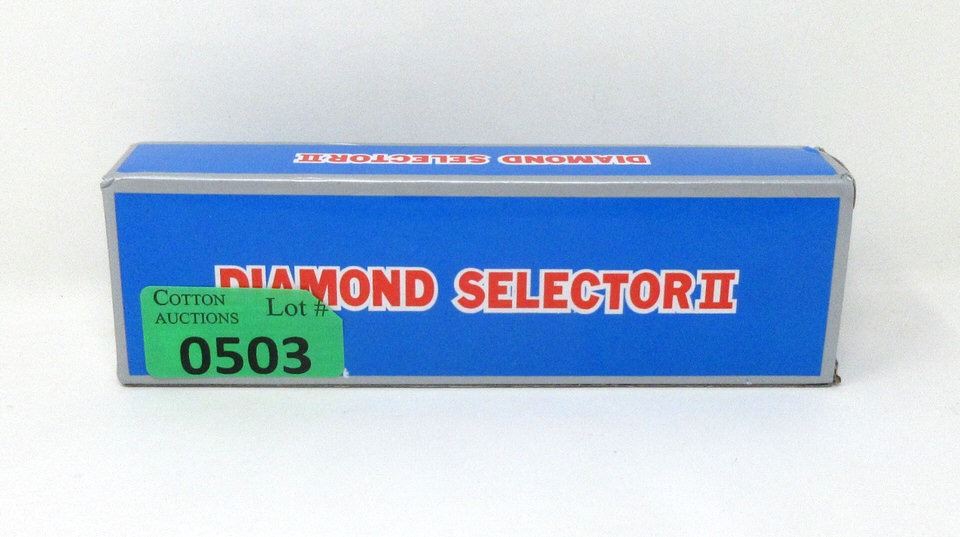 DIAMOND SELECTOR II
DIAMOND SELECTOR II
COTTON
AUCTIONS
Lot #
0503